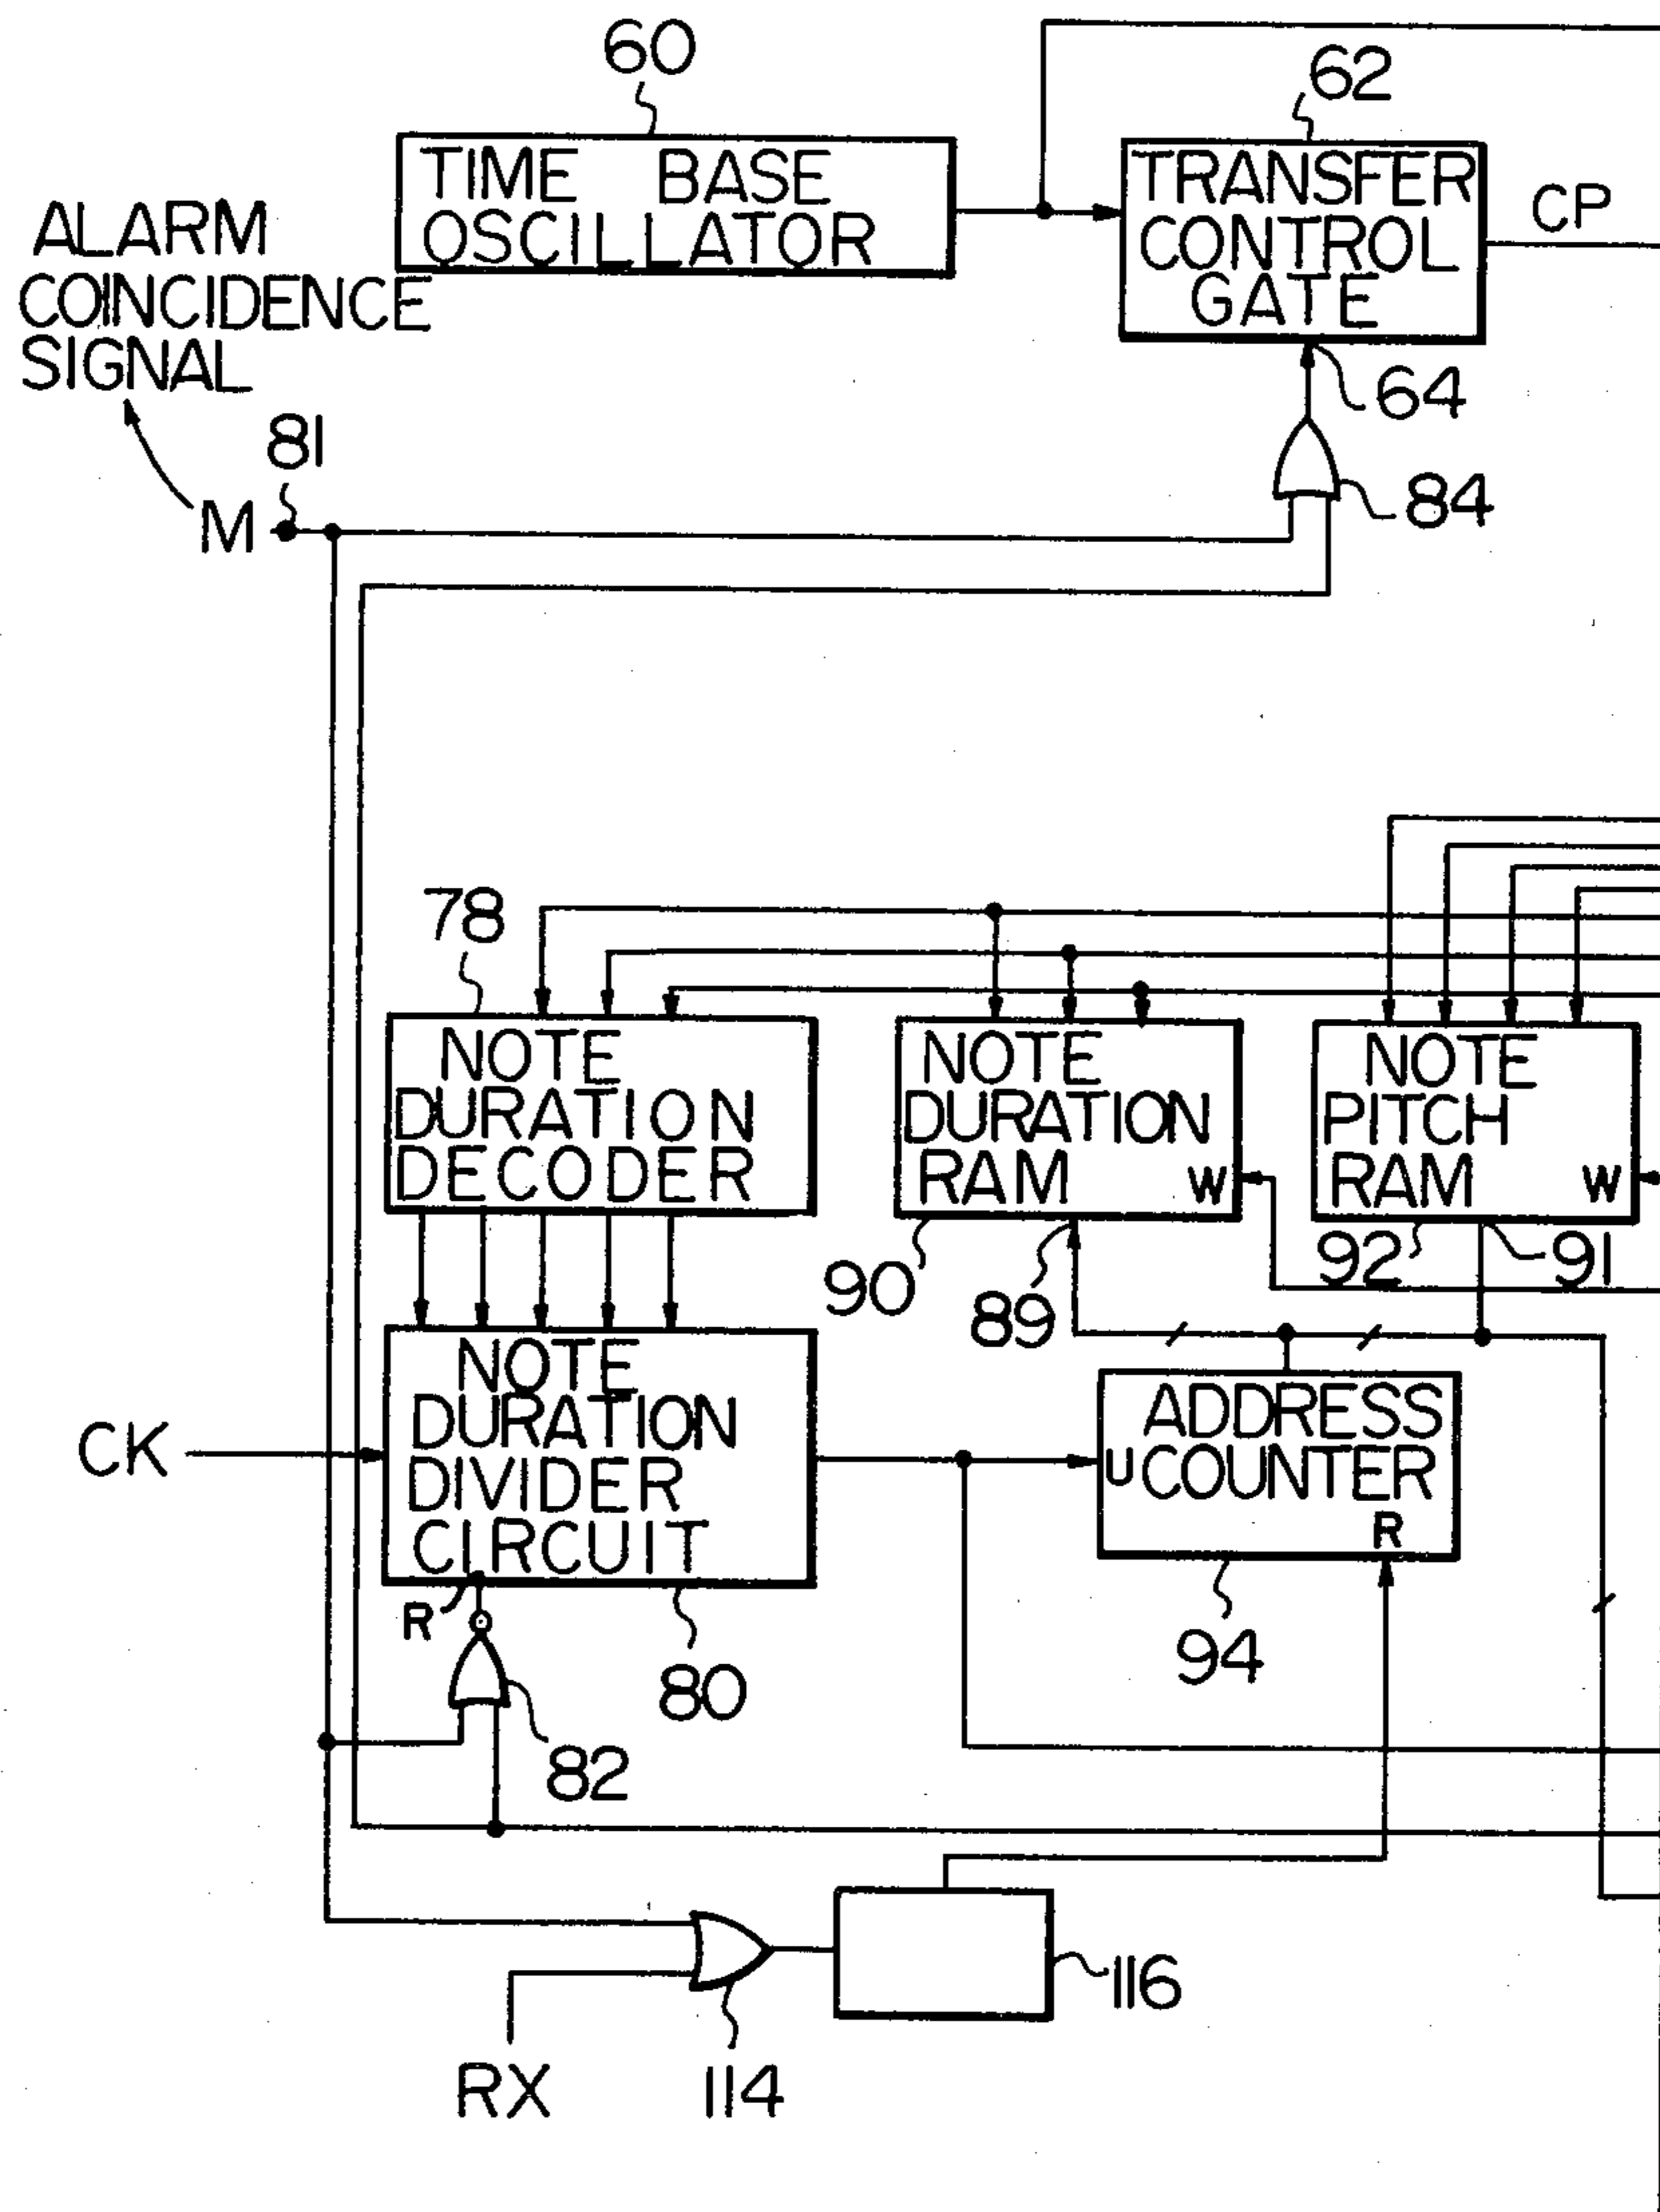 60
62
TIME BASE
OSCILLATOR
TRANSFER
CONTROL
GATE
CP
ALARM
COINCIDENCE
SIGNAL
64
81
84
M
78
NOTE
DURATION
DECODER
NOTE
DURATION
RAM W
NOTE
PITCH
RAM W
90
89
92
91
NOTE
DURATION
DIVIDER
CIRCUIT
CK
ADDRESS
U COUNTER
R
R
80
94
82
116
RX
114